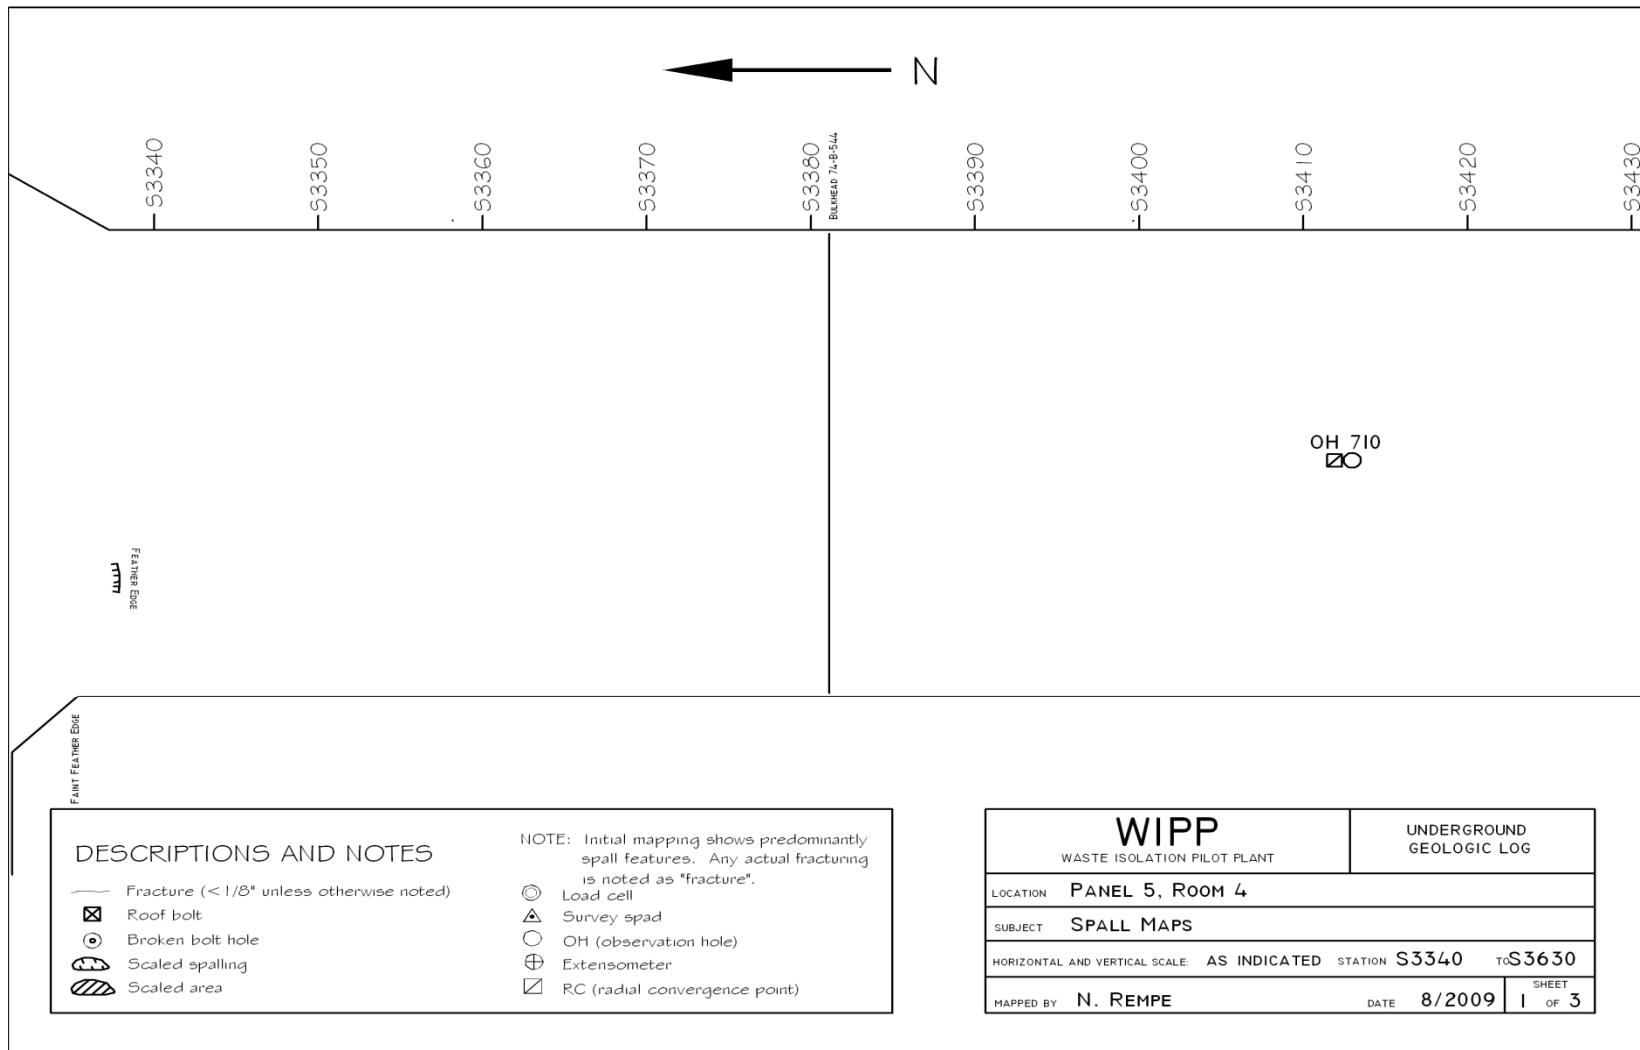 N
S3340
S3350
S3360
S3370
S3380
BULKHEAD 74-B-544
S3390
S3400
S3410
S3420
S3430
OH 710
FEATHER EDGE
FAINT FEATHER EDGE
DESCRIPTIONS AND NOTES
Fracture (< 1/8" unless otherwise noted)
Roof bolt
Broken bolt hole
Scaled spalling
Scaled area
NOTE: Initial mapping shows predominantly
spall features. Any actual fracturing
is noted as "fracture".
Load cell
Survey spad
OH (observation hole)
Extensometer
RC (radial convergence point)
WIPP
WASTE ISOLATION PILOT PLANT
UNDERGROUND
GEOLOGIC LOG
LOCATION PANEL 5, ROOM 4
SUBJECT SPALL MAPS
HORIZONTAL AND VERTICAL SCALE: AS INDICATED STATION S3340 TO S3630
MAPPED BY N. REMPE DATE 8/2009 SHEET 1 OF 3